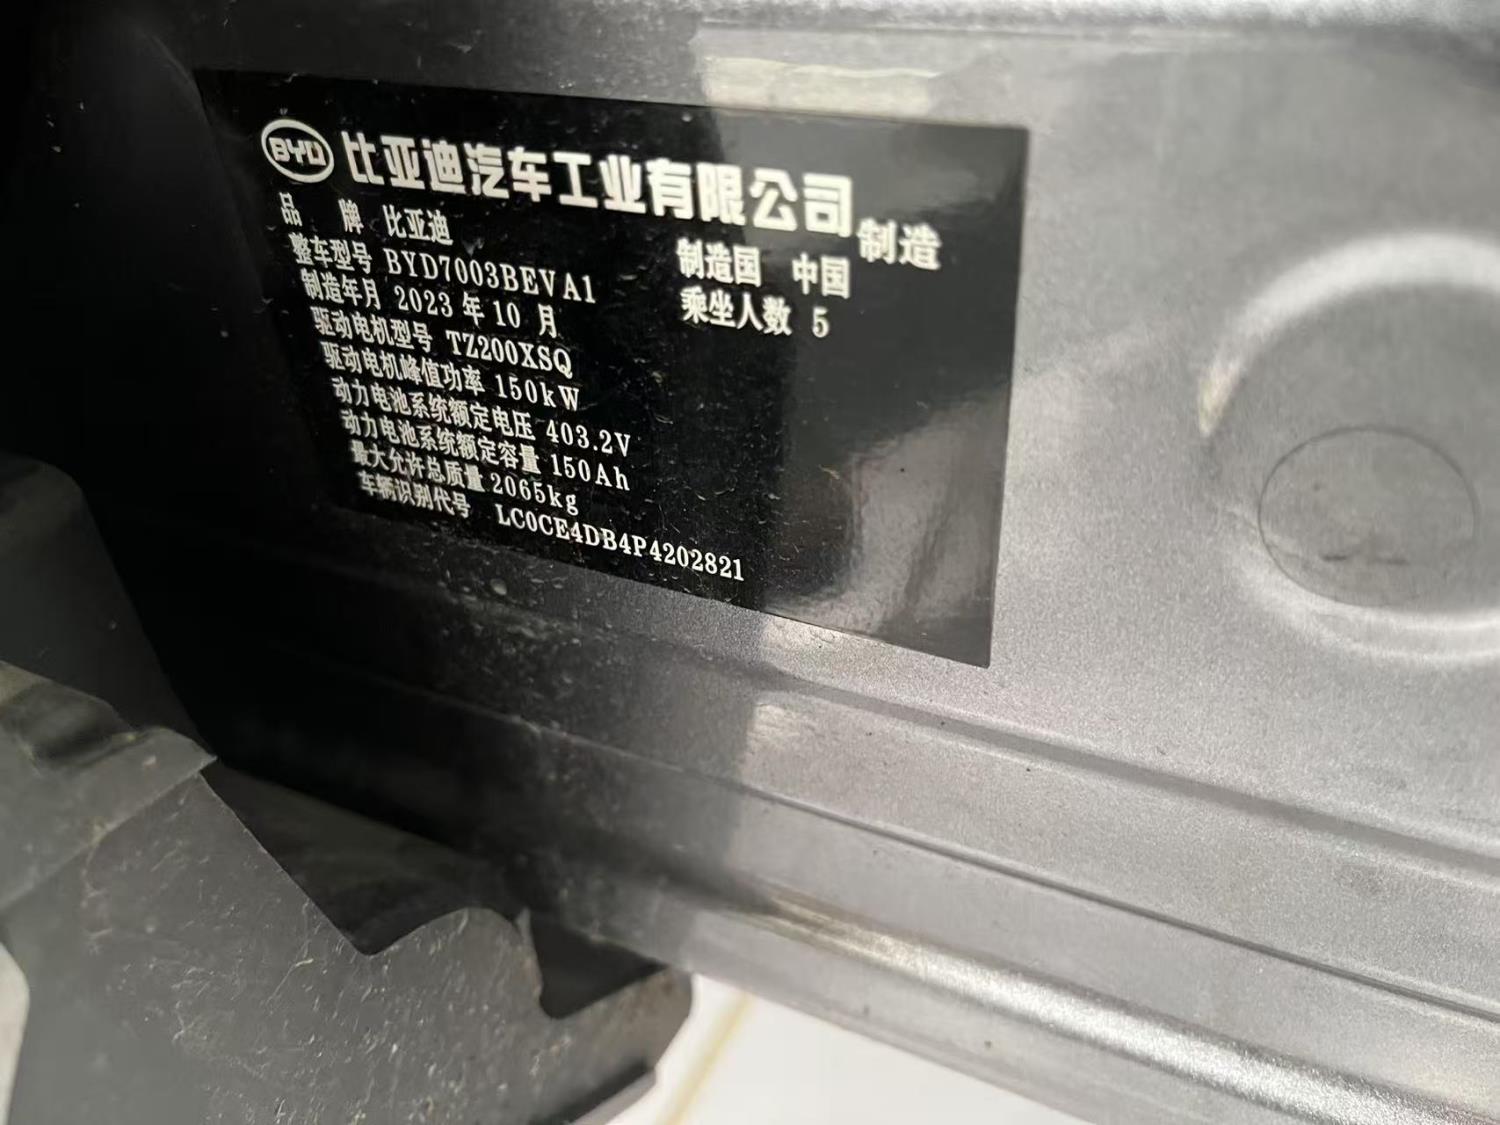 BYD 比亚迪汽车工业有限公司 制造
品牌 比亚迪 制造国 中国
整车型号 BYD7003BEVA1 乘坐人数 5
制造年月 2023 年 10 月
驱动电机型号 TZ200XSQ
驱动电机峰值功率 150kW
动力电池系统额定电压 403.2V
动力电池系统额定容量 150Ah
最大允许总质量 2065kg
车辆识别代号 LC0CE4DB4P4202821